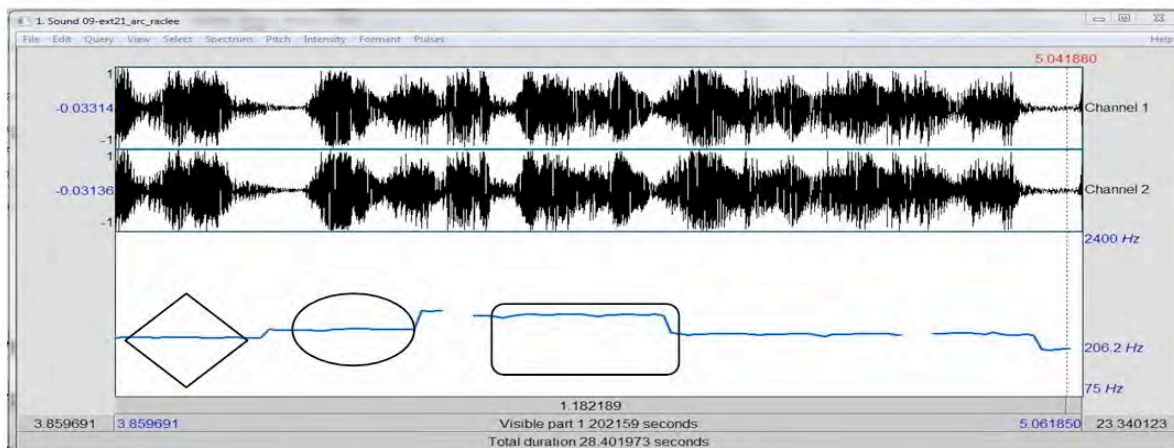 1. Sound 09-ext21_arc_raclee
File Edit Query View Select Spectrum Pitch Intensity Formant Pulses Help
5.041880
1
-0.03314
-1
Channel 1
1
-0.03136
-1
Channel 2
2400 Hz
206.2 Hz
75 Hz
1.182189
3.859691 3.859691 Visible part 1.202159 seconds 5.061850 23.340123
Total duration 28.401973 seconds